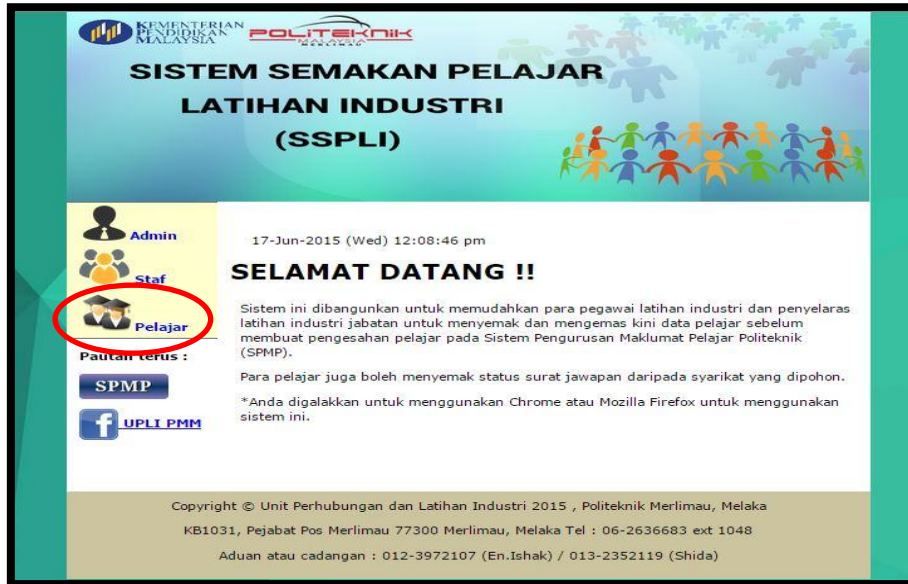 KEMENTERIAN
PENDIDIKAN
MALAYSIA
POLITEKNIK
MALAYSIA
MERLIMAU
SISTEM SEMAKAN PELAJAR
LATIHAN INDUSTRI
(SSPLI)
Admin
Staf
Pelajar
Pautan terus :
SPMP
f UPLI PMM
17-Jun-2015 (Wed) 12:08:46 pm
SELAMAT DATANG !!
Sistem ini dibangunkan untuk memudahkan para pegawai latihan industri dan penyelaras
latihan industri jabatan untuk menyemak dan mengemas kini data pelajar sebelum
membuat pengesahan pelajar pada Sistem Pengurusan Maklumat Pelajar Politeknik
(SPMP).
Para pelajar juga boleh menyemak status surat jawapan daripada syarikat yang dipohon.
*Anda digalakkan untuk menggunakan Chrome atau Mozilla Firefox untuk menggunakan
sistem ini.
Copyright © Unit Perhubungan dan Latihan Industri 2015 , Politeknik Merlimau, Melaka
KB1031, Pejabat Pos Merlimau 77300 Merlimau, Melaka Tel : 06-2636683 ext 1048
Aduan atau cadangan : 012-3972107 (En.Ishak) / 013-2352119 (Shida)